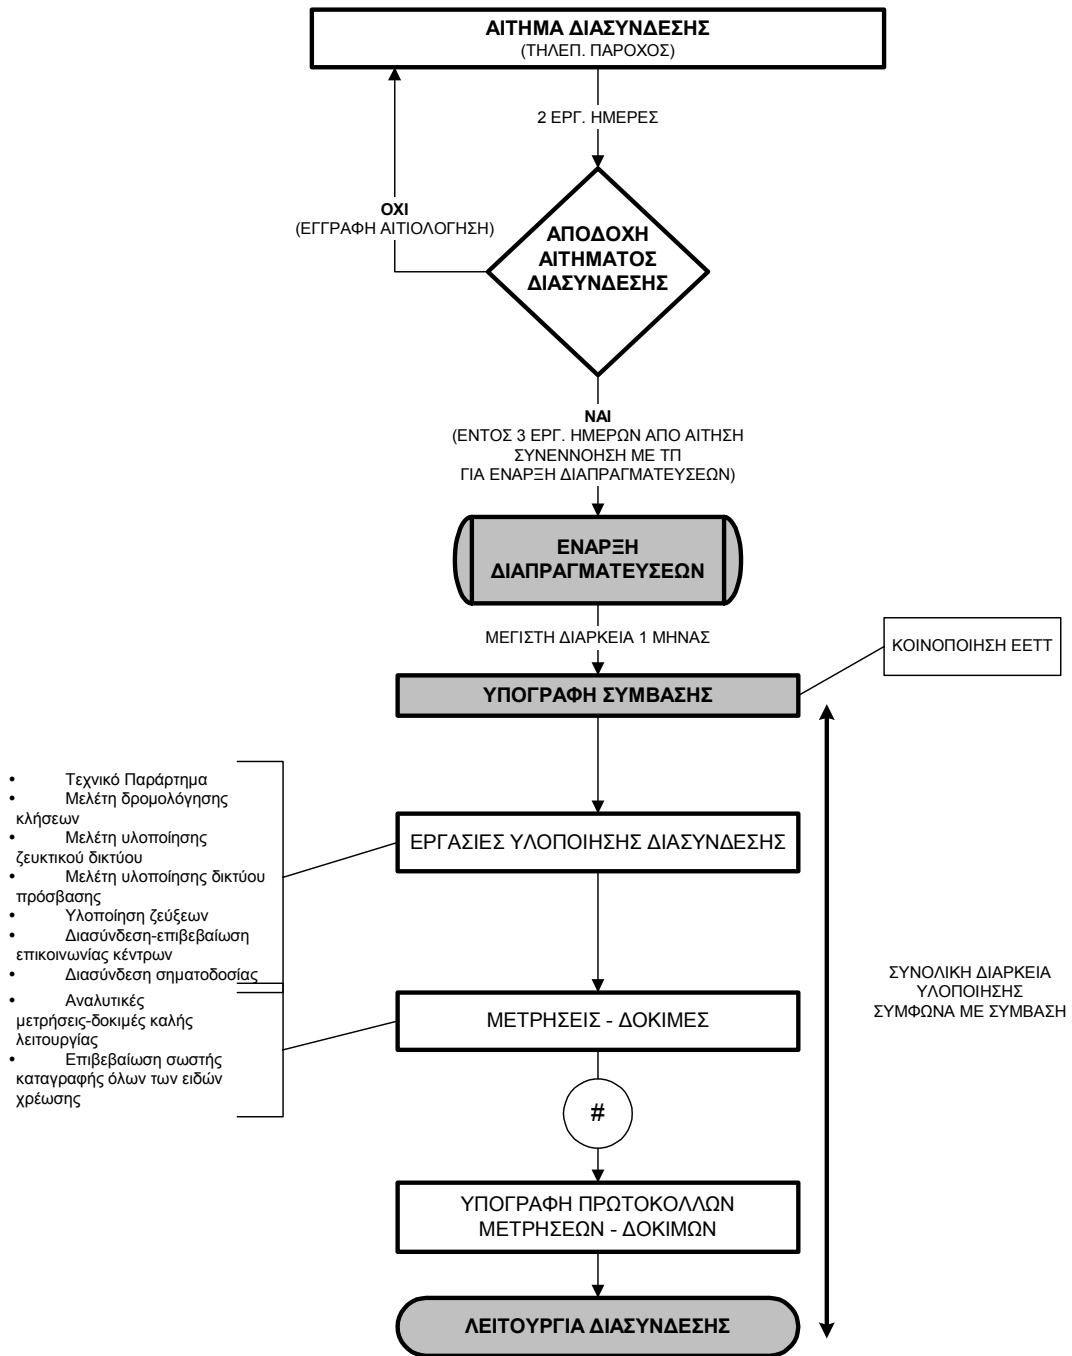 ΑΙΤΗΜΑ ΔΙΑΣΥΝΔΕΣΗΣ
(ΤΗΛΕΠ. ΠΑΡΟΧΟΣ)
2 ΕΡΓ. ΗΜΕΡΕΣ
ΟΧΙ
(ΕΓΓΡΑΦΗ ΑΙΤΙΟΛΟΓΗΣΗ)
ΑΠΟΔΟΧΗ
ΑΙΤΗΜΑΤΟΣ
ΔΙΑΣΥΝΔΕΣΗΣ
ΝΑΙ
(ΕΝΤΟΣ 3 ΕΡΓ. ΗΜΕΡΩΝ ΑΠΟ ΑΙΤΗΣΗ
ΣΥΝΕΝΝΟΗΣΗ ΜΕ ΤΠ
ΓΙΑ ΕΝΑΡΞΗ ΔΙΑΠΡΑΓΜΑΤΕΥΣΕΩΝ)
ΕΝΑΡΞΗ
ΔΙΑΠΡΑΓΜΑΤΕΥΣΕΩΝ
ΜΕΓΙΣΤΗ ΔΙΑΡΚΕΙΑ 1 ΜΗΝΑΣ
ΚΟΙΝΟΠΟΙΗΣΗ ΕΕΤΤ
ΥΠΟΓΡΑΦΗ ΣΥΜΒΑΣΗΣ
• Τεχνικό Παράρτημα
• Μελέτη δρομολόγησης
κλήσεων
• Μελέτη υλοποίησης
ζευκτικού δικτύου
• Μελέτη υλοποίησης δικτύου
πρόσβασης
• Υλοποίηση ζεύξεων
• Διασύνδεση-επιβεβαίωση
επικοινωνίας κέντρων
• Διασύνδεση σηματοδοσίας
ΕΡΓΑΣΙΕΣ ΥΛΟΠΟΙΗΣΗΣ ΔΙΑΣΥΝΔΕΣΗΣ
• Αναλυτικές
μετρήσεις-δοκιμές καλής
λειτουργίας
• Επιβεβαίωση σωστής
καταγραφής όλων των ειδών
χρέωσης
ΜΕΤΡΗΣΕΙΣ - ΔΟΚΙΜΕΣ
ΣΥΝΟΛΙΚΗ ΔΙΑΡΚΕΙΑ
ΥΛΟΠΟΙΗΣΗΣ
ΣΥΜΦΩΝΑ ΜΕ ΣΥΜΒΑΣΗ
#
ΥΠΟΓΡΑΦΗ ΠΡΩΤΟΚΟΛΛΩΝ
ΜΕΤΡΗΣΕΩΝ - ΔΟΚΙΜΩΝ
ΛΕΙΤΟΥΡΓΙΑ ΔΙΑΣΥΝΔΕΣΗΣ